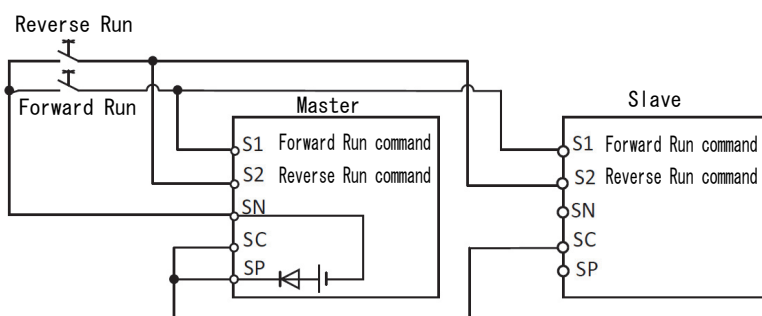 Reverse Run
Forward Run
Master
S1 Forward Run command
S2 Reverse Run command
SN
SC
SP
Slave
S1 Forward Run command
S2 Reverse Run command
SN
SC
SP